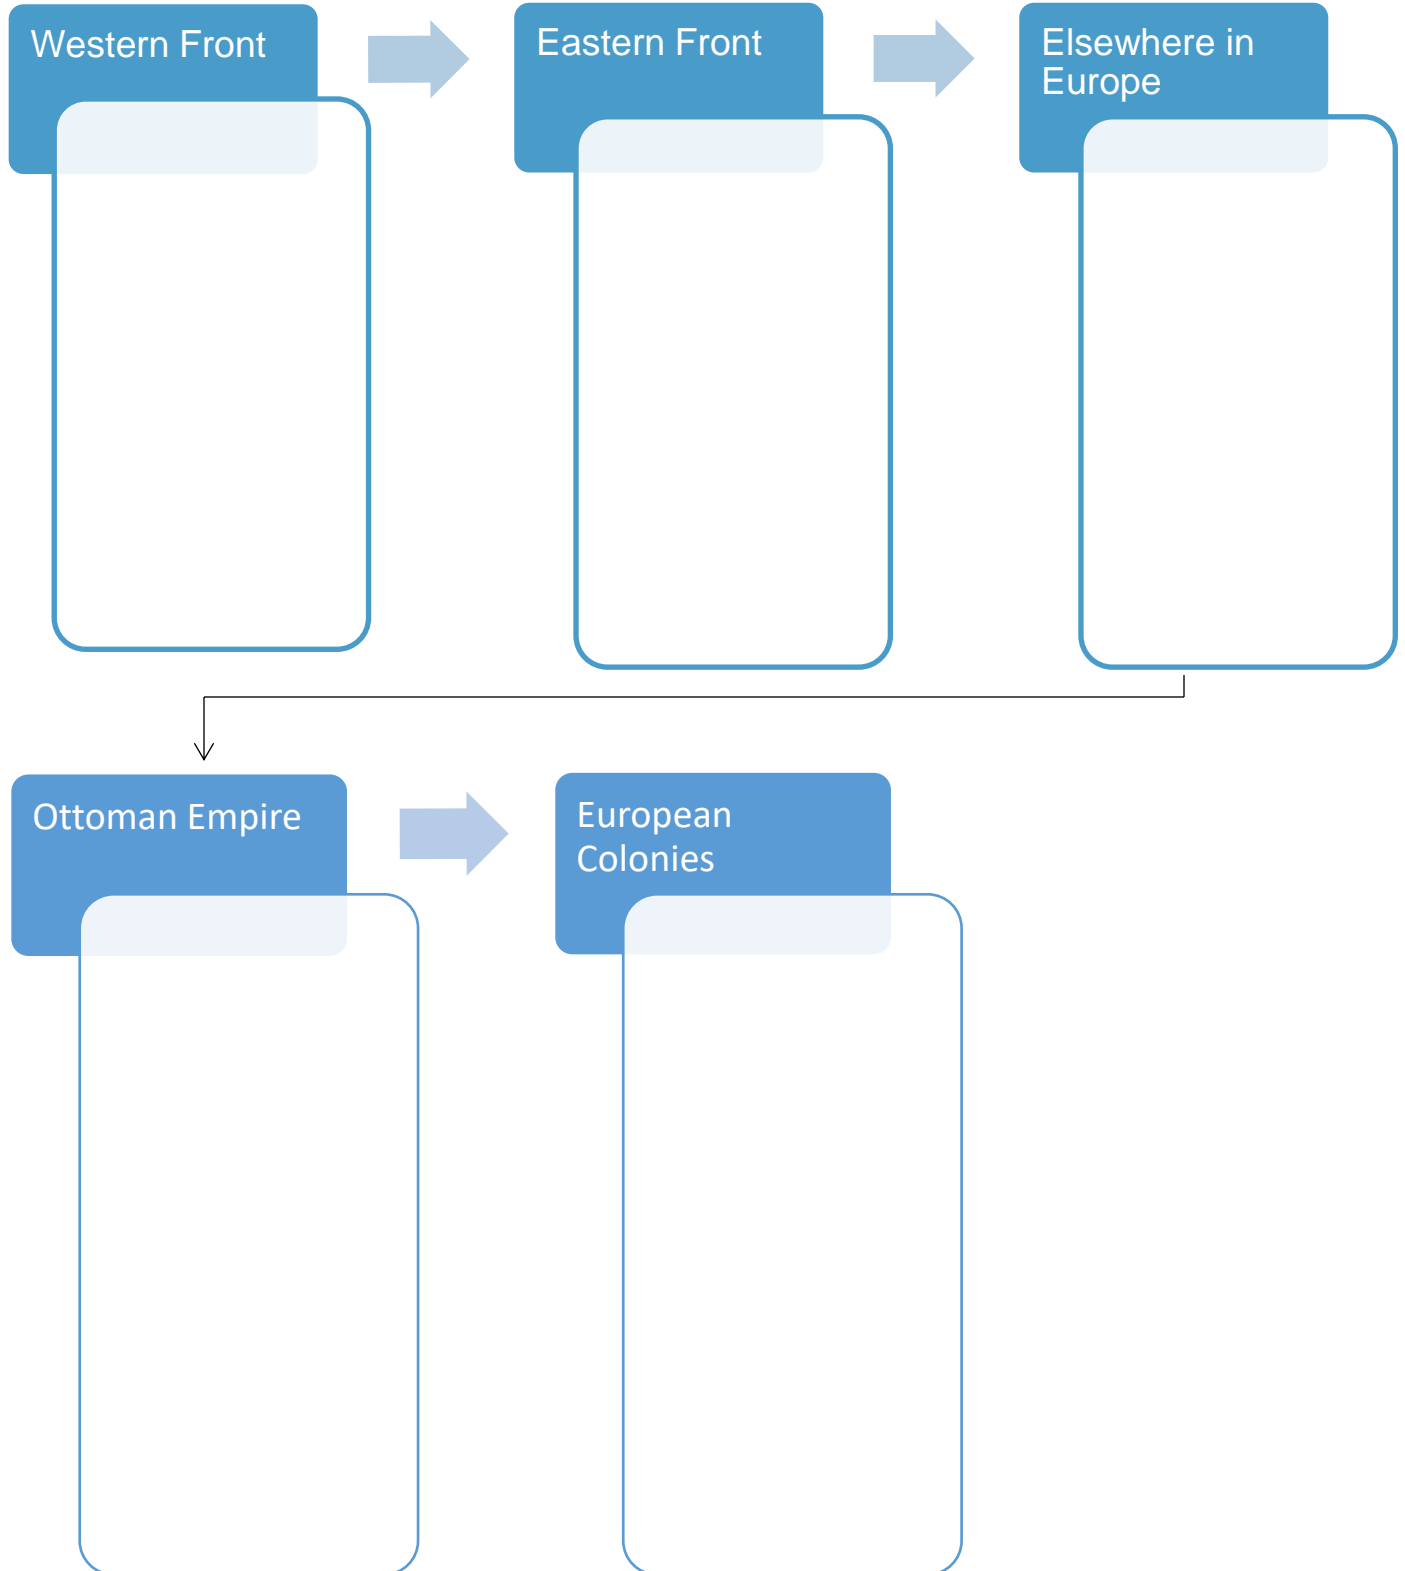 Western Front
Eastern Front
Elsewhere in
Europe
Ottoman Empire
European
Colonies